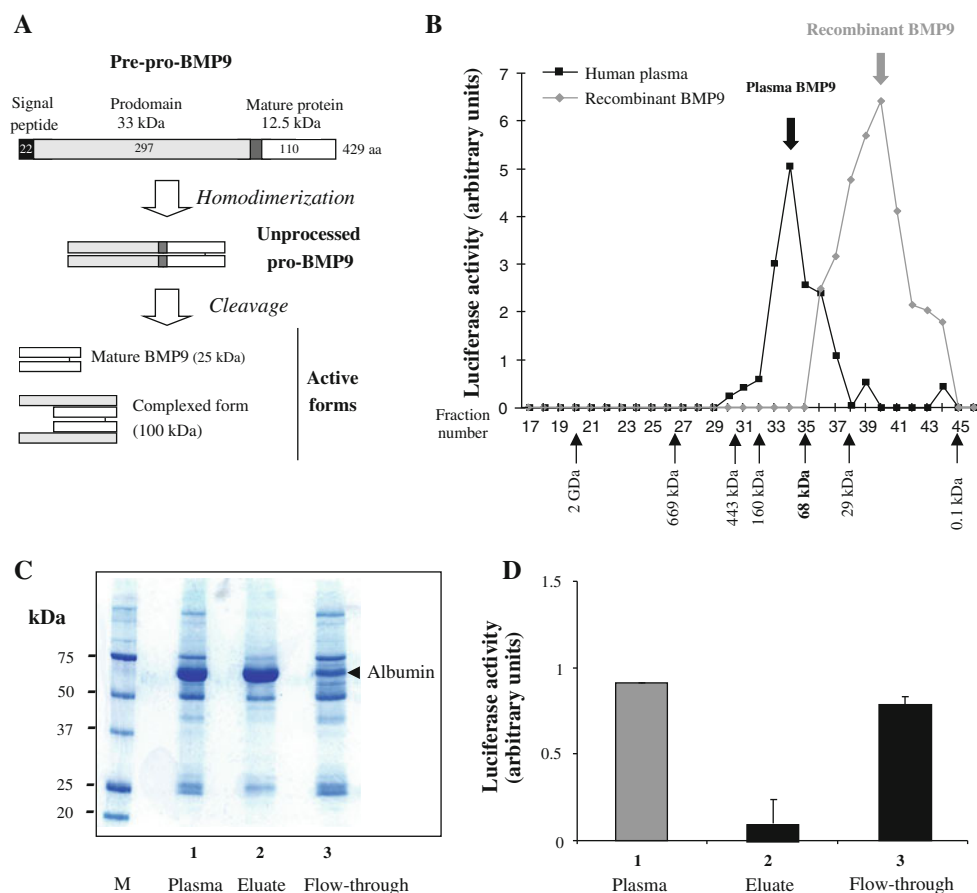 A
Pre-pro-BMP9
Signal peptide
Prodomain
33 kDa
Mature protein
12.5 kDa
22
297
110
429 aa
Homodimerization
Unprocessed
pro-BMP9
Cleavage
Mature BMP9 (25 kDa)
Complexed form
(100 kDa)
Active
forms
B
Recombinant BMP9
Human plasma
Recombinant BMP9
Plasma BMP9
Luciferase activity (arbitrary units)
7
6
5
4
3
2
1
0
Fraction
number
17 19 21 23 25 27 29 31 33 35 37 39 41 43 45
2 GDa
669 kDa
443 kDa
160 kDa
68 kDa
29 kDa
0.1 kDa
C
kDa
75
50
37
25
20
Albumin
1 2 3
M Plasma Eluate Flow-through
D
Luciferase activity
(arbitrary units)
1.5
1
0.5
0
1 2 3
Plasma Eluate Flow-through